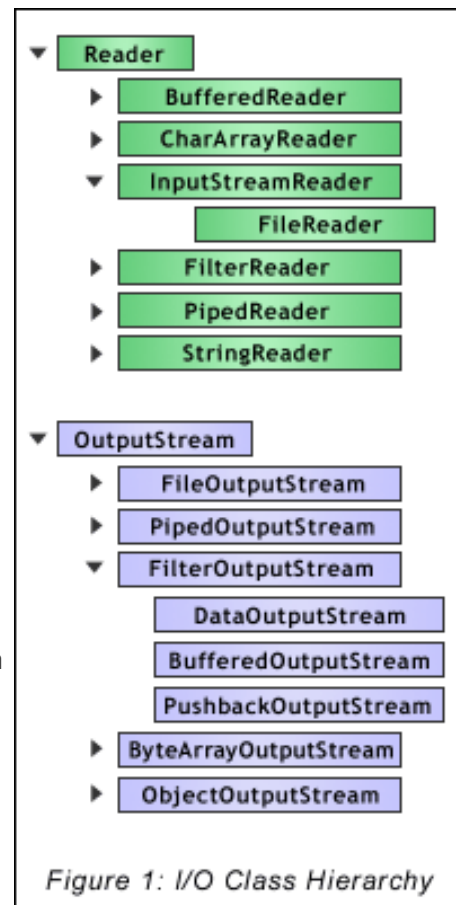 Reader
BufferedReader
CharArrayReader
InputStreamReader
FileReader
FilterReader
PipedReader
StringReader
OutputStream
FileOutputStream
PipedOutputStream
FilterOutputStream
DataOutputStream
BufferedOutputStream
PushbackOutputStream
ByteArrayOutputStream
ObjectOutputStream
Figure 1: I/O Class Hierarchy